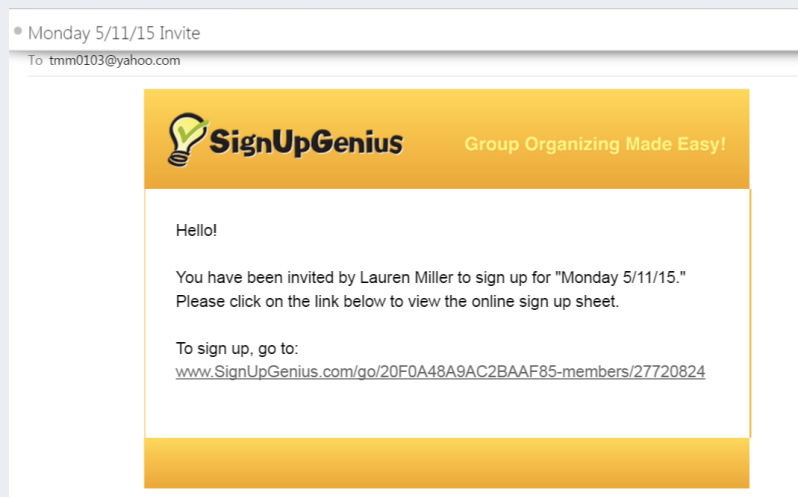 Monday 5/11/15 Invite
To tmm0103@yahoo.com
SignUpGenius
Group Organizing Made Easy!
Hello!
You have been invited by Lauren Miller to sign up for "Monday 5/11/15."
Please click on the link below to view the online sign up sheet.
To sign up, go to:
www.SignUpGenius.com/go/20F0A48A9AC2BAAF85-members/27720824